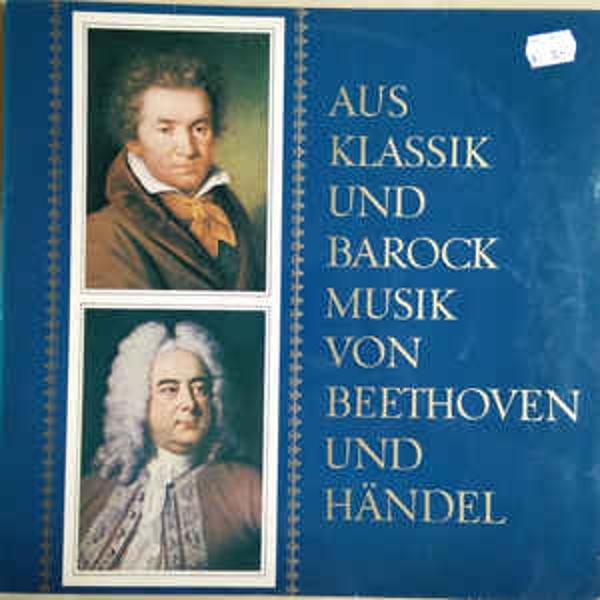 AUS
KLASSIK
UND
BAROCK
MUSIK
VON
BEETHOVEN
UND
HÄNDEL